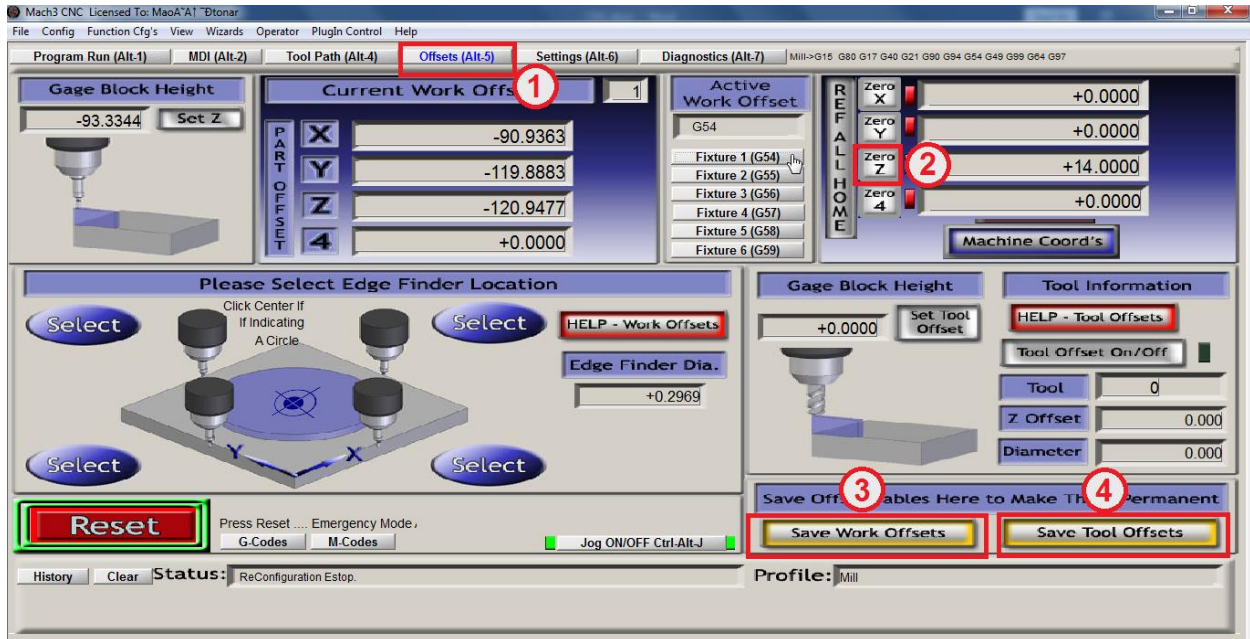 Mach3 CNC Licensed To:
File Config Function Cfg's View Wizards Operator PlugIn Control Help
Program Run (Alt-1) MDI (Alt-2) Tool Path (Alt-4) Offsets (Alt-5) Settings (Alt-6) Diagnostics (Alt-7) Mill->G15 G80 G17 G40 G21 G90 G94 G54 G49 G99 G64 G97
1
Gage Block Height
-93.3344 Set Z
Current Work 1
PART OFFSET
X -90.9363
Y -119.8883
Z -120.9477
4 +0.0000
Active
Work Offset
G54
Fixture 1 (G54)
Fixture 2 (G55)
Fixture 3 (G56)
Fixture 4 (G57)
Fixture 5 (G58)
Fixture 6 (G59)
REF ALL HOME
Zero X +0.0000
Zero Y +0.0000
Zero Z 2 +14.0000
Zero 4 +0.0000
Machine Coord's
Please Select Edge Finder Location
Click Center If
If Indicating
A Circle
Select
Select
Select
Select
Y X
HELP - Work Offsets
Edge Finder Dia.
+0.2969
Gage Block Height
+0.0000 Set Tool Offset
Tool Information
HELP - Tool Offsets
Tool Offset On/Off
Tool 0
Z Offset 0.000
Diameter 0.000
3 4
Save Here to Make Permanent
Save Work Offsets Save Tool Offsets
Reset
Press Reset .... Emergency Mode
G-Codes M-Codes
Jog ON/OFF Ctrl-Alt-J
History Clear Status: ReConfiguration Estop. Profile: Mill